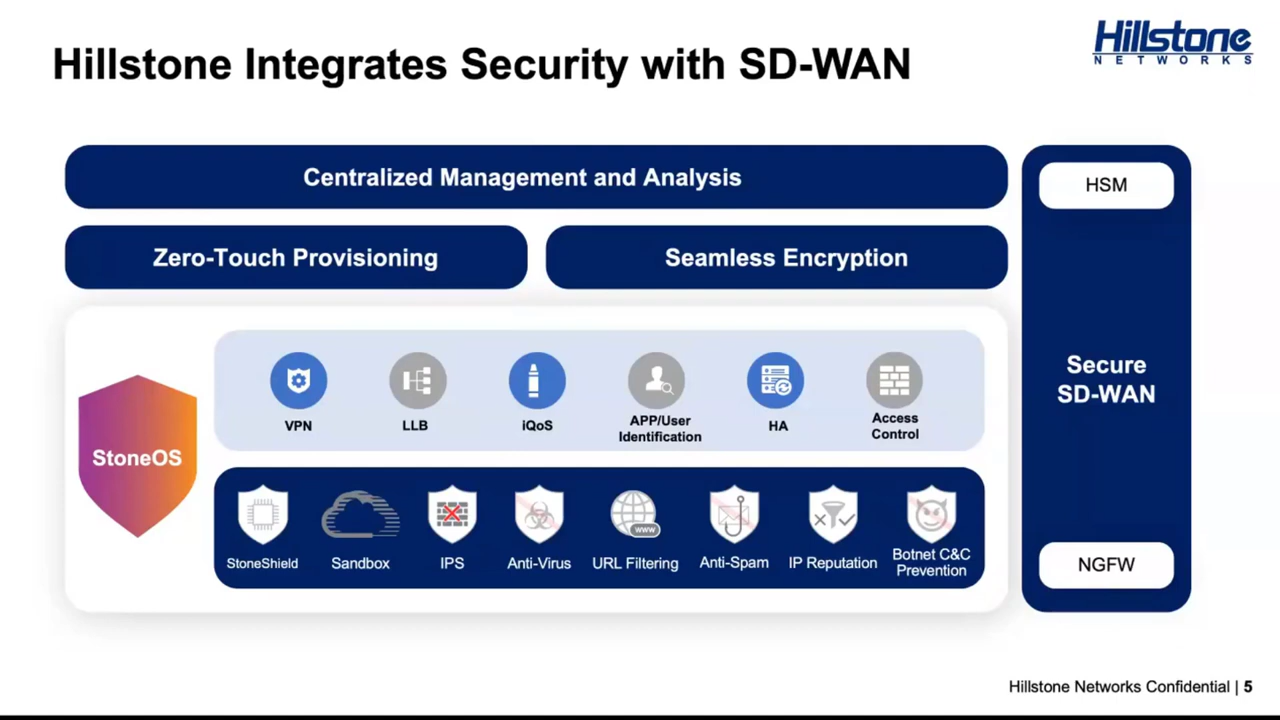 Hillstone Integrates Security with SD-WAN
Hillstone
NETWORKS
Centralized Management and Analysis
HSM
Zero-Touch Provisioning
Seamless Encryption
Secure
SD-WAN
StoneOS
VPN
LLB
iQoS
APP/User
Identification
HA
Access
Control
StoneShield
Sandbox
IPS
Anti-Virus
www
URL Filtering
Anti-Spam
IP Reputation
Botnet C&C
Prevention
NGFW
Hillstone Networks Confidential | 5